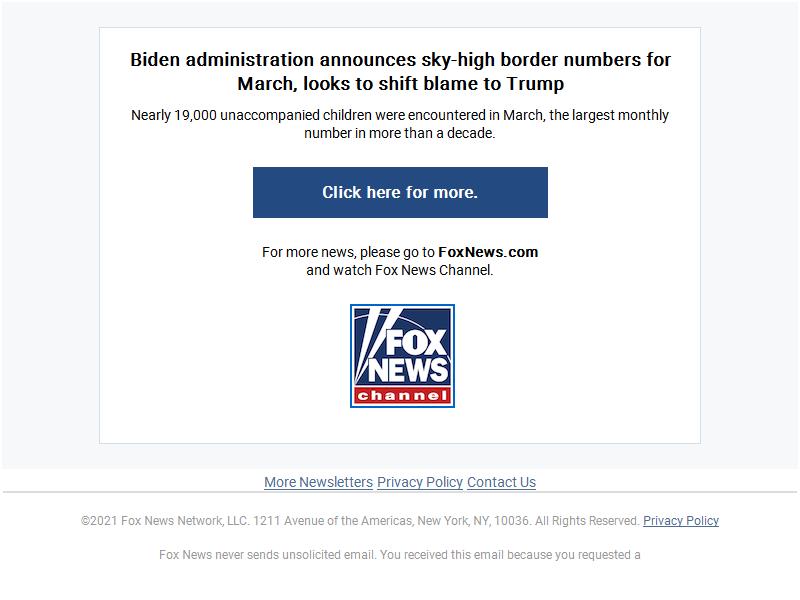 Biden administration announces sky-high border numbers for
March, looks to shift blame to Trump
Nearly 19,000 unaccompanied children were encountered in March, the largest monthly
number in more than a decade.
Click here for more.
For more news, please go to FoxNews.com
and watch Fox News Channel.
FOX
NEWS
channel
More Newsletters Privacy Policy Contact Us
©2021 Fox News Network, LLC. 1211 Avenue of the Americas, New York, NY, 10036. All Rights Reserved. Privacy Policy
Fox News never sends unsolicited email. You received this email because you requested a